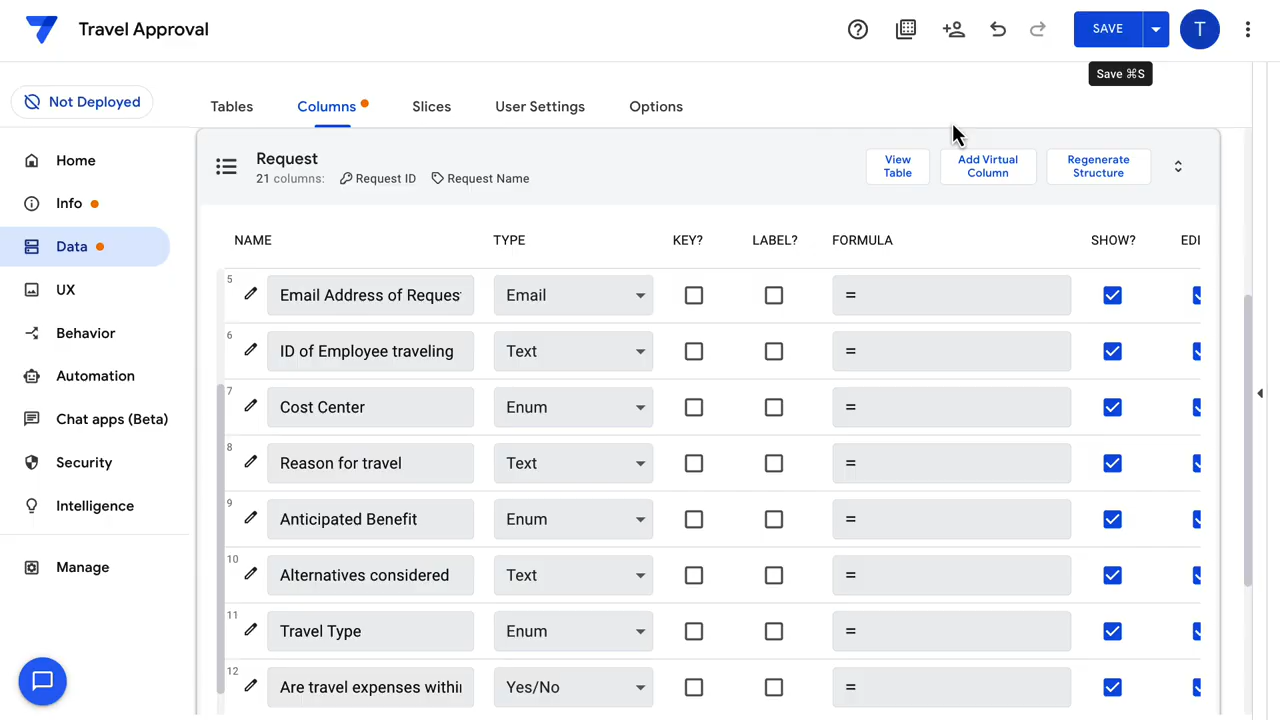 Travel Approval
SAVE
T
Save ⌘S
Not Deployed
Tables
Columns
Slices
User Settings
Options
Home
Info
Data
UX
Behavior
Automation
Chat apps (Beta)
Security
Intelligence
Manage
Request
21 columns:
Request ID
Request Name
View
Table
Add Virtual
Column
Regenerate
Structure
NAME TYPE KEY? LABEL? FORMULA SHOW? EDI
5 Email Address of Reques Email =
6 ID of Employee traveling Text =
7 Cost Center Enum =
8 Reason for travel Text =
9 Anticipated Benefit Enum =
10 Alternatives considered Text =
11 Travel Type Enum =
12 Are travel expenses withi Yes/No =